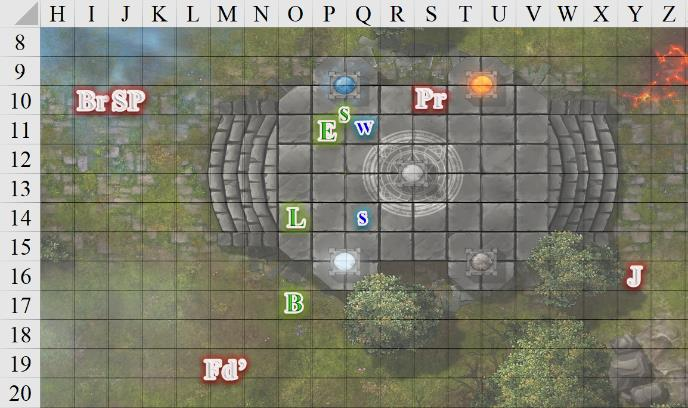 H I J K L M N O P Q R S T U V W X Y Z
8
9
10 Br SP s Pr
11 E w
12
13
14 L s
15
16 J
17 B
18
19 Fd’
20